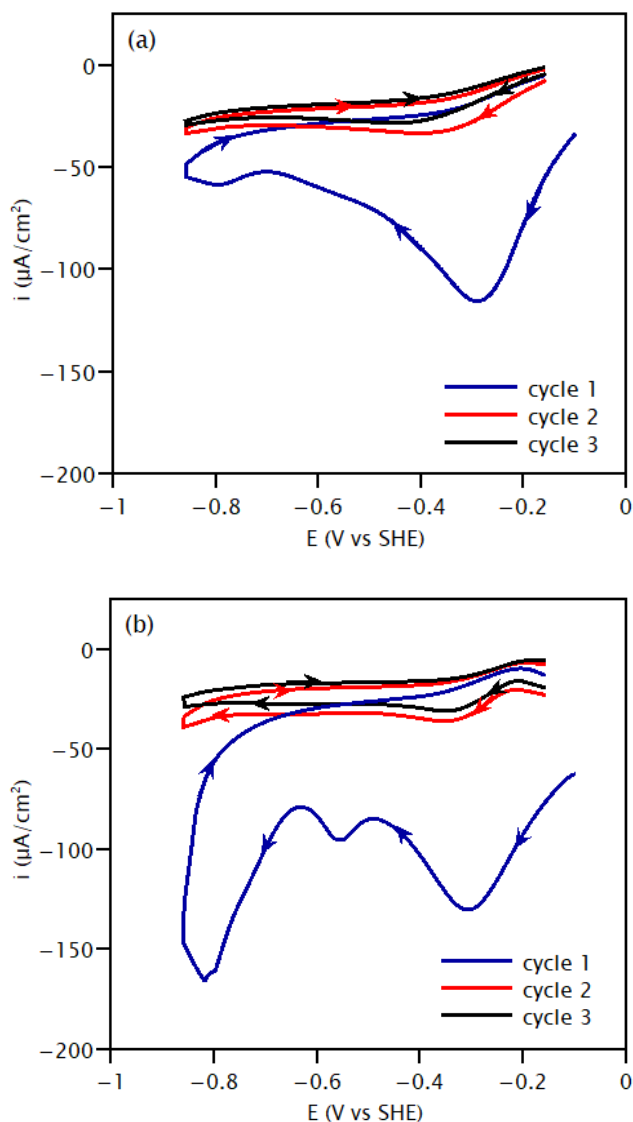 (a)
0
−50
−100
−150
−200
i (µA/cm²)
cycle 1
cycle 2
cycle 3
−1
−0.8
−0.6
−0.4
−0.2
0
E (V vs SHE)
(b)
0
−50
−100
−150
−200
i (µA/cm²)
cycle 1
cycle 2
cycle 3
−1
−0.8
−0.6
−0.4
−0.2
0
E (V vs SHE)